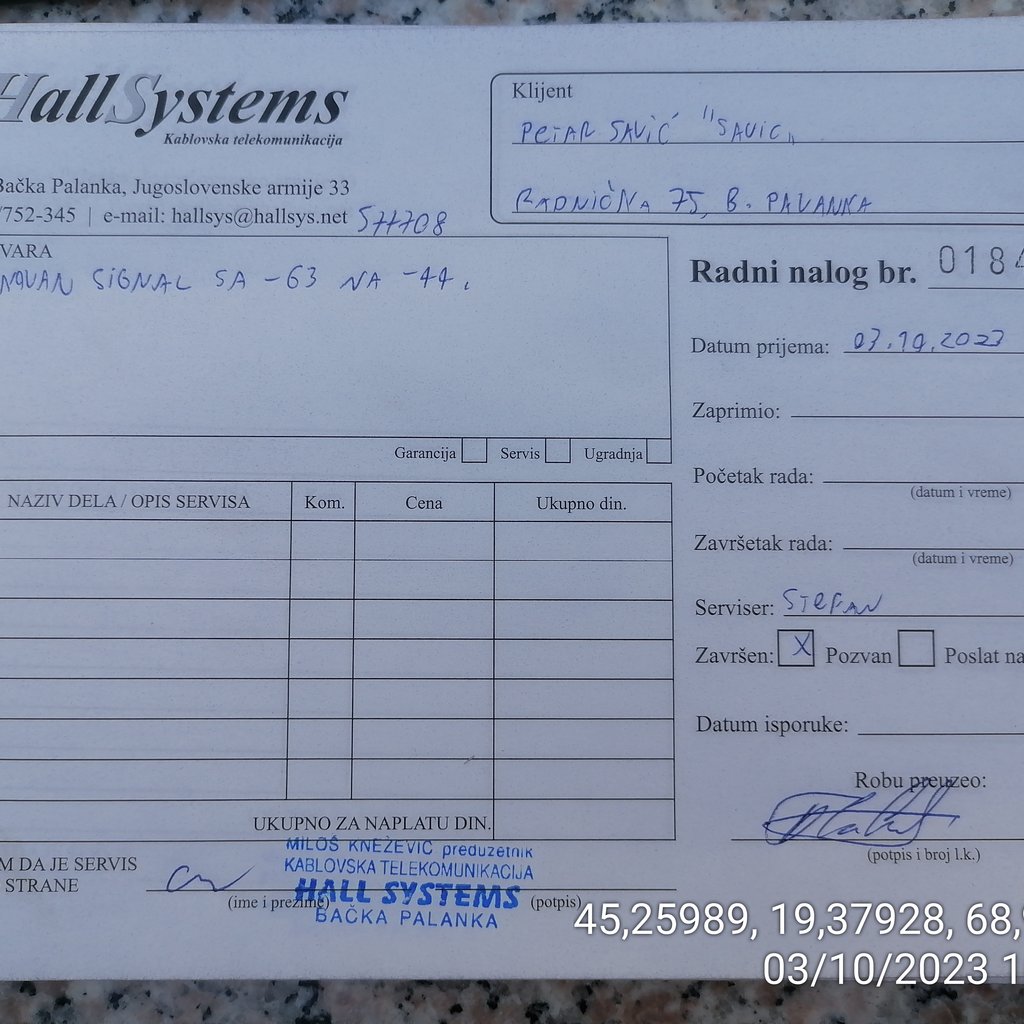 HallSystems
Kablovska telekomunikacija
Bačka Palanka, Jugoslovenske armije 33
/752-345 | e-mail: hallsys@hallsys.net 577708
Klijent
PETAR SAVIĆ "SAVIC"
RADNIČNA 75, B. PALANKA
VARA
SIGNAL SA -63 NA -44.
Garancija Servis Ugradnja
NAZIV DELA / OPIS SERVISA Kom. Cena Ukupno din.
UKUPNO ZA NAPLATU DIN.
Radni nalog br. 0184
Datum prijema: 03.10.2023
Zaprimio:
Početak rada:
(datum i vreme)
Završetak rada:
(datum i vreme)
Serviser: STEFAN
Završen: X Pozvan Poslat na
Datum isporuke:
Robu preuzeo:
(potpis i broj l.k.)
M DA JE SERVIS
STRANE
(ime i prezime) (potpis)
MILOŠ KNEŽEVIĆ preduzetnik
KABLOVSKA TELEKOMUNIKACIJA
HALL SYSTEMS
BAČKA PALANKA
45,25989, 19,37928, 68,
03/10/2023 1